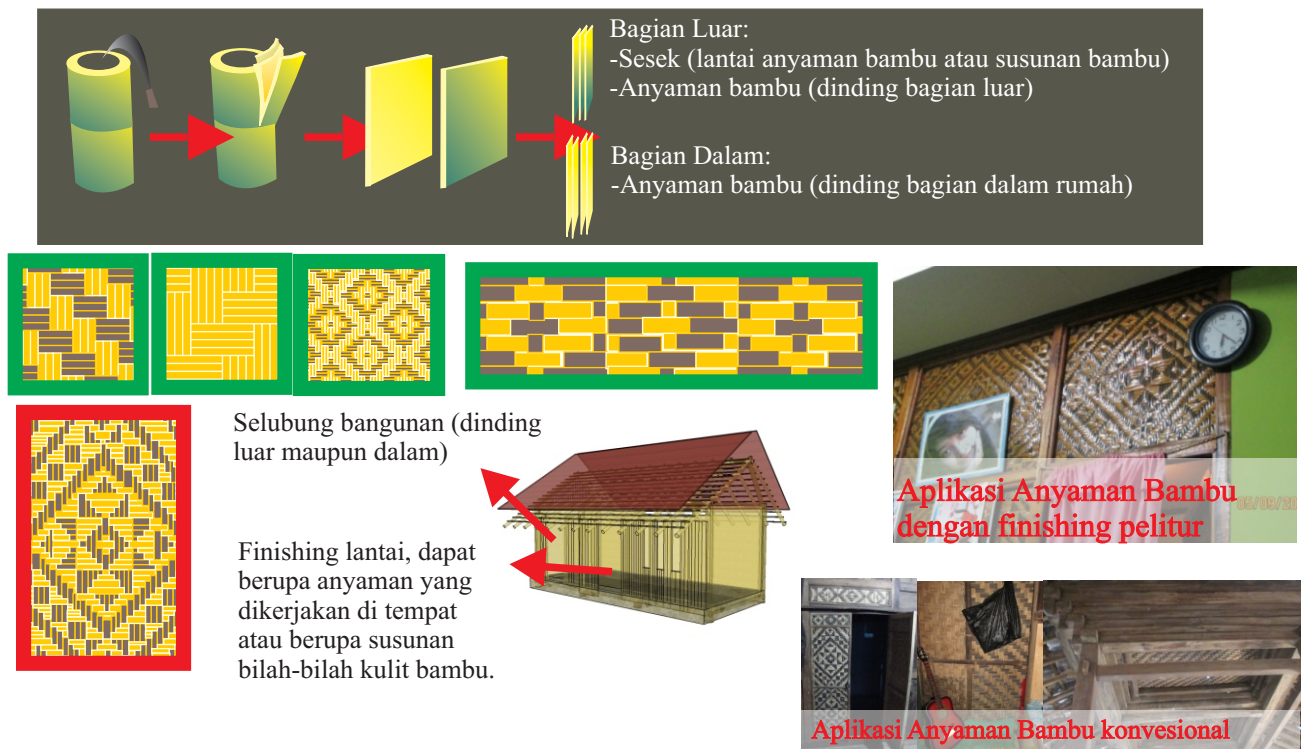 Bagian Luar:
-Sesek (lantai anyaman bambu atau susunan bambu)
-Anyaman bambu (dinding bagian luar)
Bagian Dalam:
-Anyaman bambu (dinding bagian dalam rumah)
Selubung bangunan (dinding
luar maupun dalam)
Finishing lantai, dapat
berupa anyaman yang
dikerjakan di tempat
atau berupa susunan
bilah-bilah kulit bambu.
Aplikasi Anyaman Bambu
dengan finishing pelitur
Aplikasi Anyaman Bambu konvesional